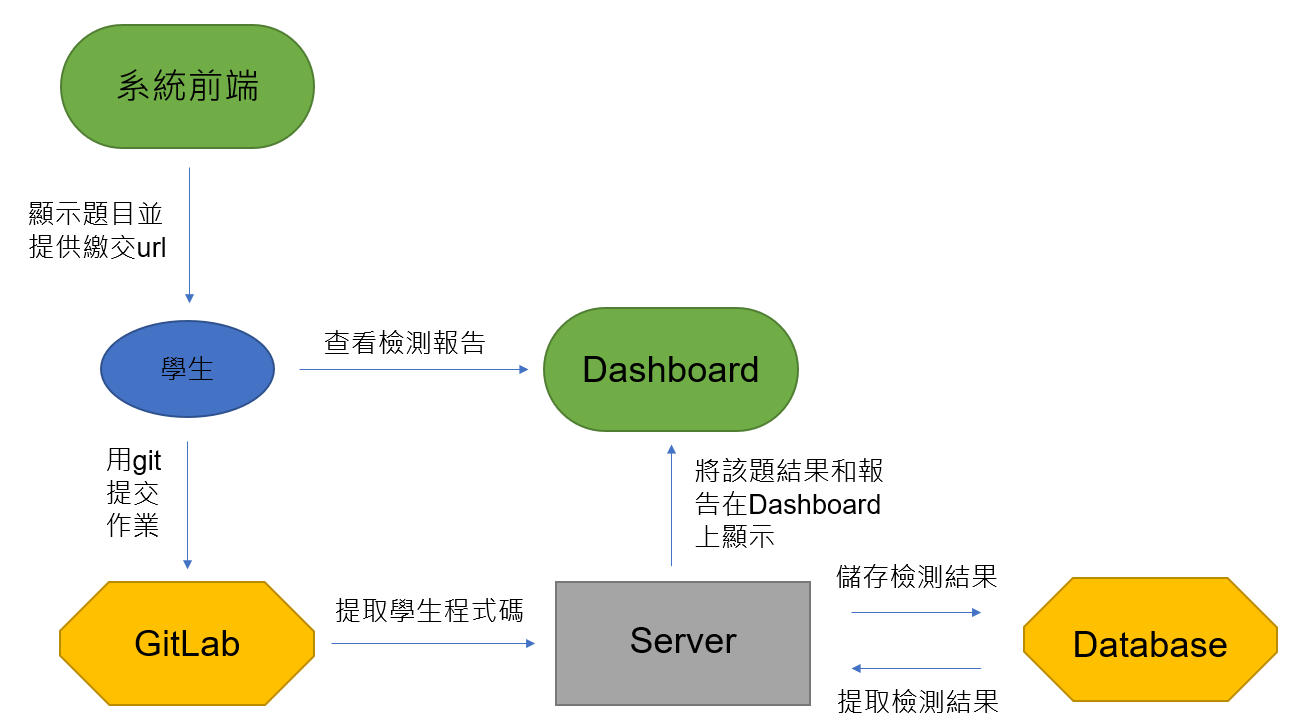 系統前端
顯示題目並
提供繳交url
學生
查看檢測報告
Dashboard
用git
提交
作業
將該題結果和報
告在Dashboard
上顯示
GitLab
提取學生程式碼
Server
儲存檢測結果
提取檢測結果
Database